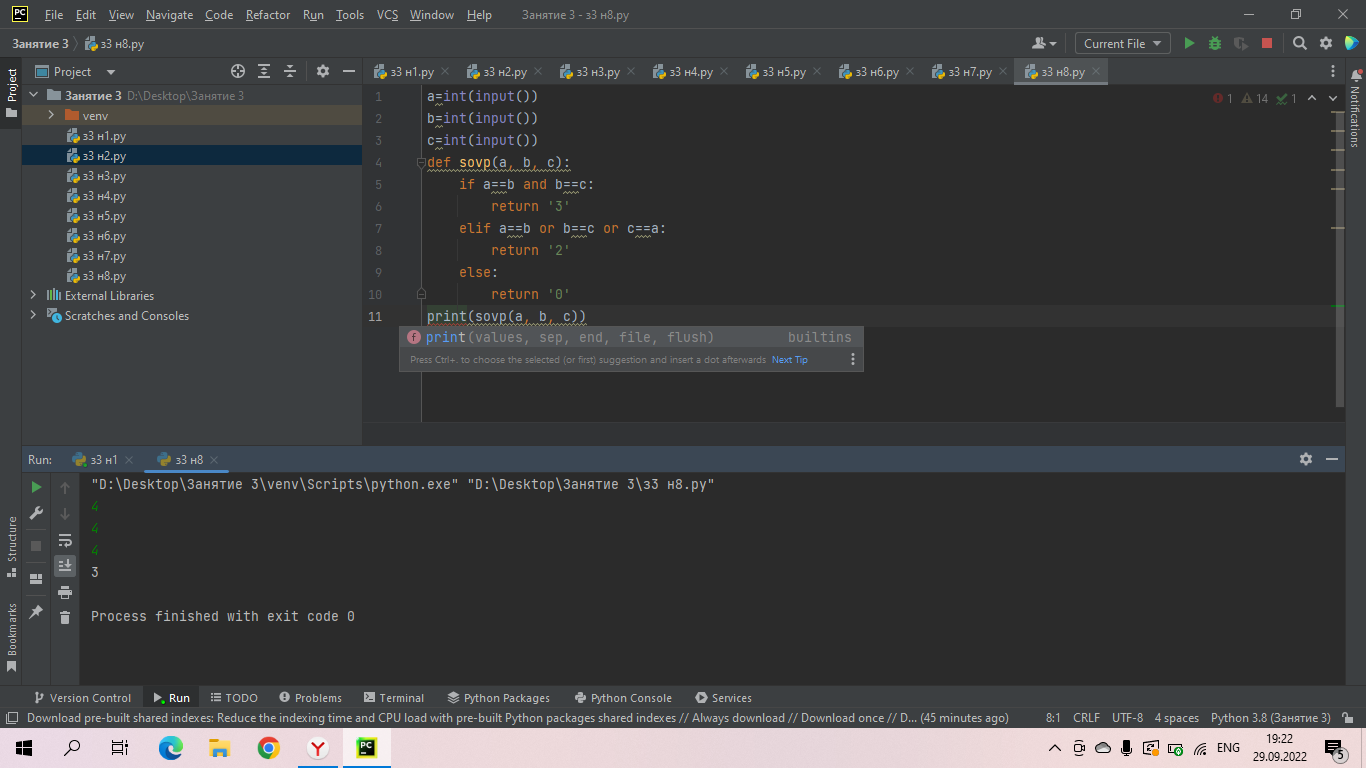 PC File Edit View Navigate Code Refactor Run Tools VCS Window Help Занятие 3 - з3 н8.py
Занятие 3 з3 н8.py Current File
Project з3 н1.py з3 н2.py з3 н3.py з3 н4.py з3 н5.py з3 н6.py з3 н7.py з3 н8.py
Project
Notifications
Занятие 3 D:\Desktop\Занятие 3
venv
з3 н1.py
з3 н2.py
з3 н3.py
з3 н4.py
з3 н5.py
з3 н6.py
з3 н7.py
з3 н8.py
External Libraries
Scratches and Consoles
1 14 1
1 a=int(input())
2 b=int(input())
3 c=int(input())
4 def sovp(a, b, c):
5 if a==b and b==c:
6 return '3'
7 elif a==b or b==c or c==a:
8 return '2'
9 else:
10 return '0'
11 print(sovp(a, b, c))
f print(values, sep, end, file, flush) builtins
Press Ctrl+. to choose the selected (or first) suggestion and insert a dot afterwards Next Tip
Run: з3 н1 з3 н8
"D:\Desktop\Занятие 3\venv\Scripts\python.exe" "D:\Desktop\Занятие 3\з3 н8.py"
4
4
4
3
Process finished with exit code 0
Structure
Bookmarks
Version Control Run TODO Problems Terminal Python Packages Python Console Services
Download pre-built shared indexes: Reduce the indexing time and CPU load with pre-built Python packages shared indexes // Always download // Download once // D... (45 minutes ago) 8:1 CRLF UTF-8 4 spaces Python 3.8 (Занятие 3)
Y PC ENG 19:22
29.09.2022 5